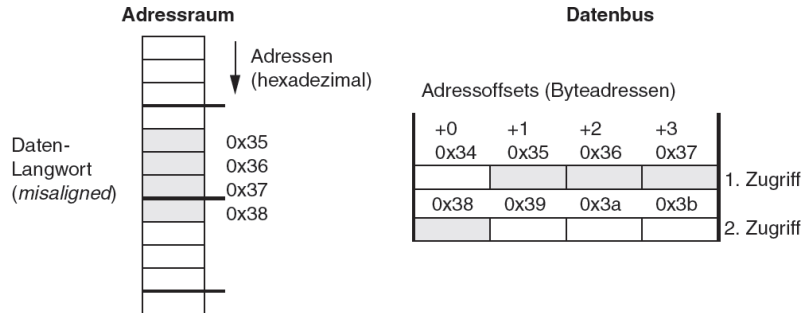 Adressraum
Adressen
(hexadezimal)
Daten-
Langwort
(misaligned)
0x35
0x36
0x37
0x38
Datenbus
Adressoffsets (Byteadressen)
+0 +1 +2 +3
0x34 0x35 0x36 0x37
1. Zugriff
0x38 0x39 0x3a 0x3b
2. Zugriff